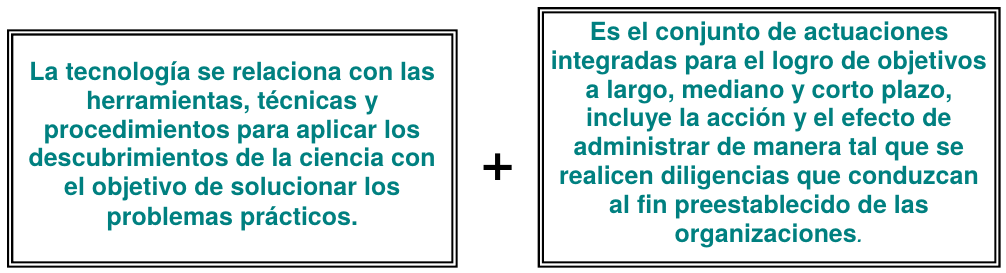 La tecnología se relaciona con las
herramientas, técnicas y
procedimientos para aplicar los
descubrimientos de la ciencia con
el objetivo de solucionar los
problemas prácticos.
+
Es el conjunto de actuaciones
integradas para el logro de objetivos
a largo, mediano y corto plazo,
incluye la acción y el efecto de
administrar de manera tal que se
realicen diligencias que conduzcan
al fin preestablecido de las
organizaciones.